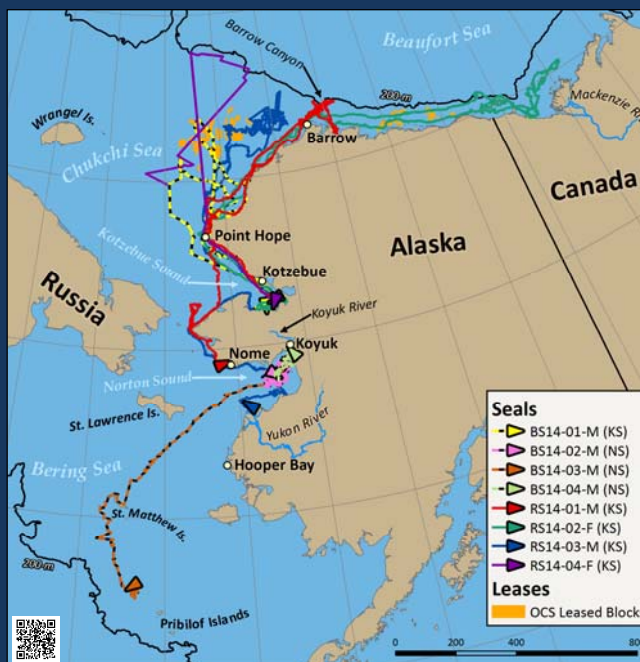 Barrow Canyon
Beaufort Sea
200-m
Mackenzie R
Wrangel Is.
Chukchi Sea
Barrow
Canada
Point Hope
Alaska
Kotzebue Sound
Kotzebue
Russia
Koyuk River
Koyuk
Nome
Norton Sound
St. Lawrence Is.
Yukon River
Bering Sea
Hooper Bay
St. Matthew Is.
200-m
Pribilof Islands
Seals
BS14-01-M (KS)
BS14-02-M (NS)
BS14-03-M (NS)
BS14-04-M (NS)
RS14-01-M (KS)
RS14-02-F (KS)
RS14-03-M (KS)
RS14-04-F (KS)
Leases
OCS Leased Block
0 200 400 80